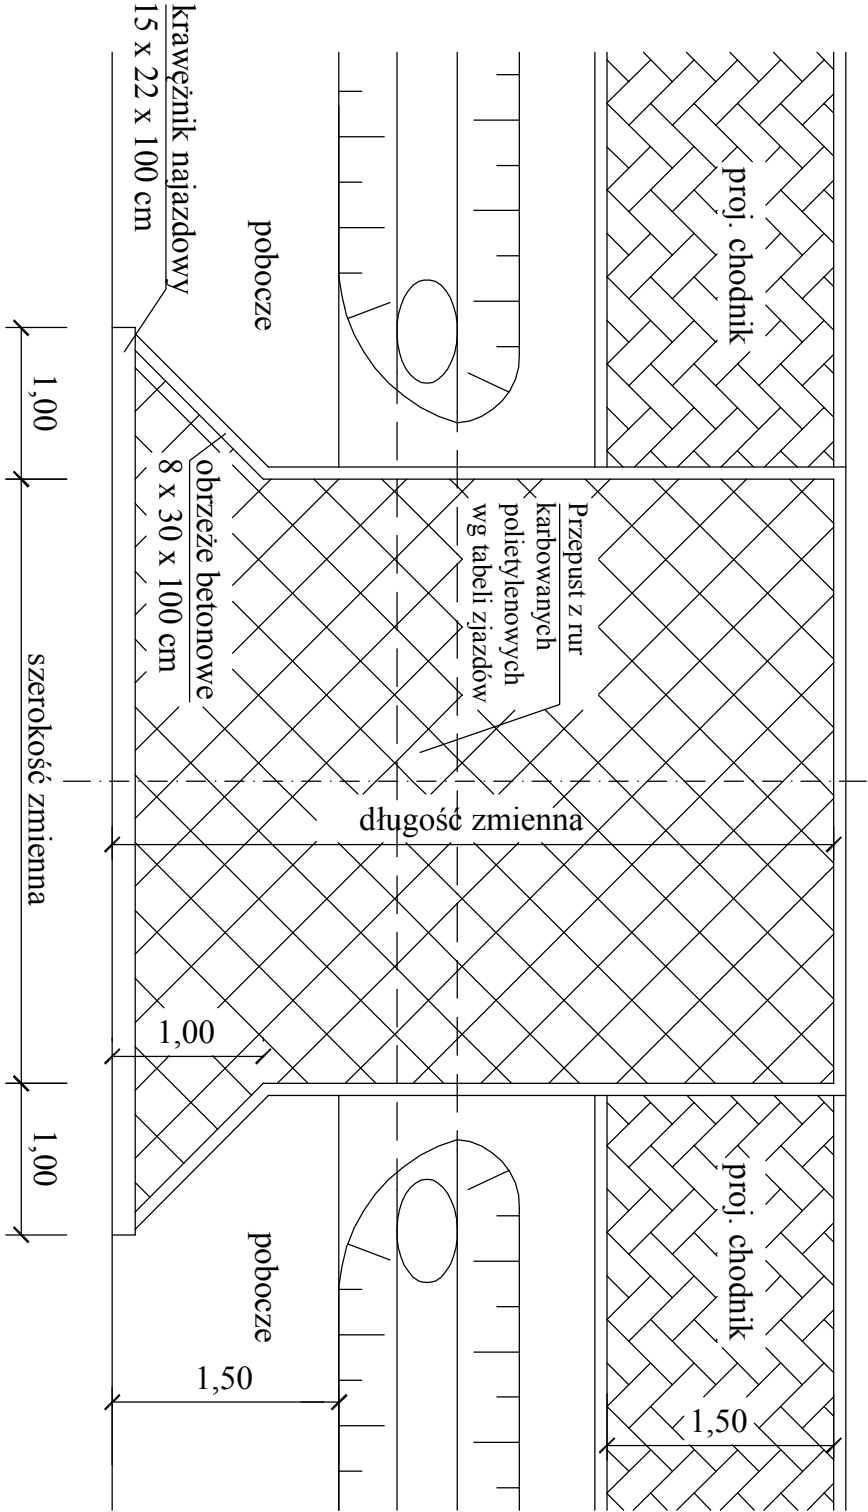 proj. chodnik
proj. chodnik
1,50
Przepust z rur
karbowanych
polietylenowych
wg tabeli zjazdów
długość zmienna
pobocze
pobocze
1,50
krawężnik najazdowy
15 x 22 x 100 cm
obrzeże betonowe
8 x 30 x 100 cm
1,00
1,00
szerokość zmienna
1,00